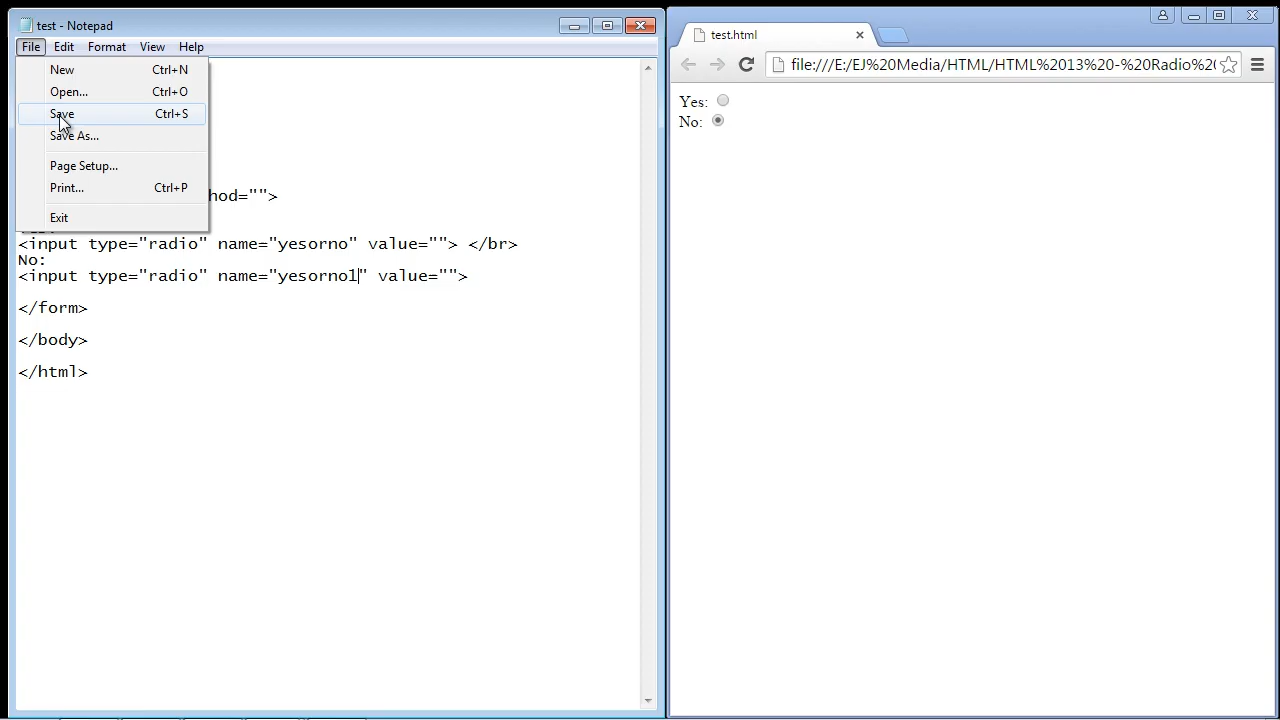 test - Notepad
File Edit Format View Help
New Ctrl+N
Open... Ctrl+O
Save Ctrl+S
Save As...
Page Setup...
Print... Ctrl+P
Exit
hod="">
<input type="radio" name="yesorno" value=""> </br>
No:
<input type="radio" name="yesorno1" value="">
</form>
</body>
</html>
test.html
file:///E:/EJ%20Media/HTML/HTML%2013%20-%20Radio%20
Yes:
No: